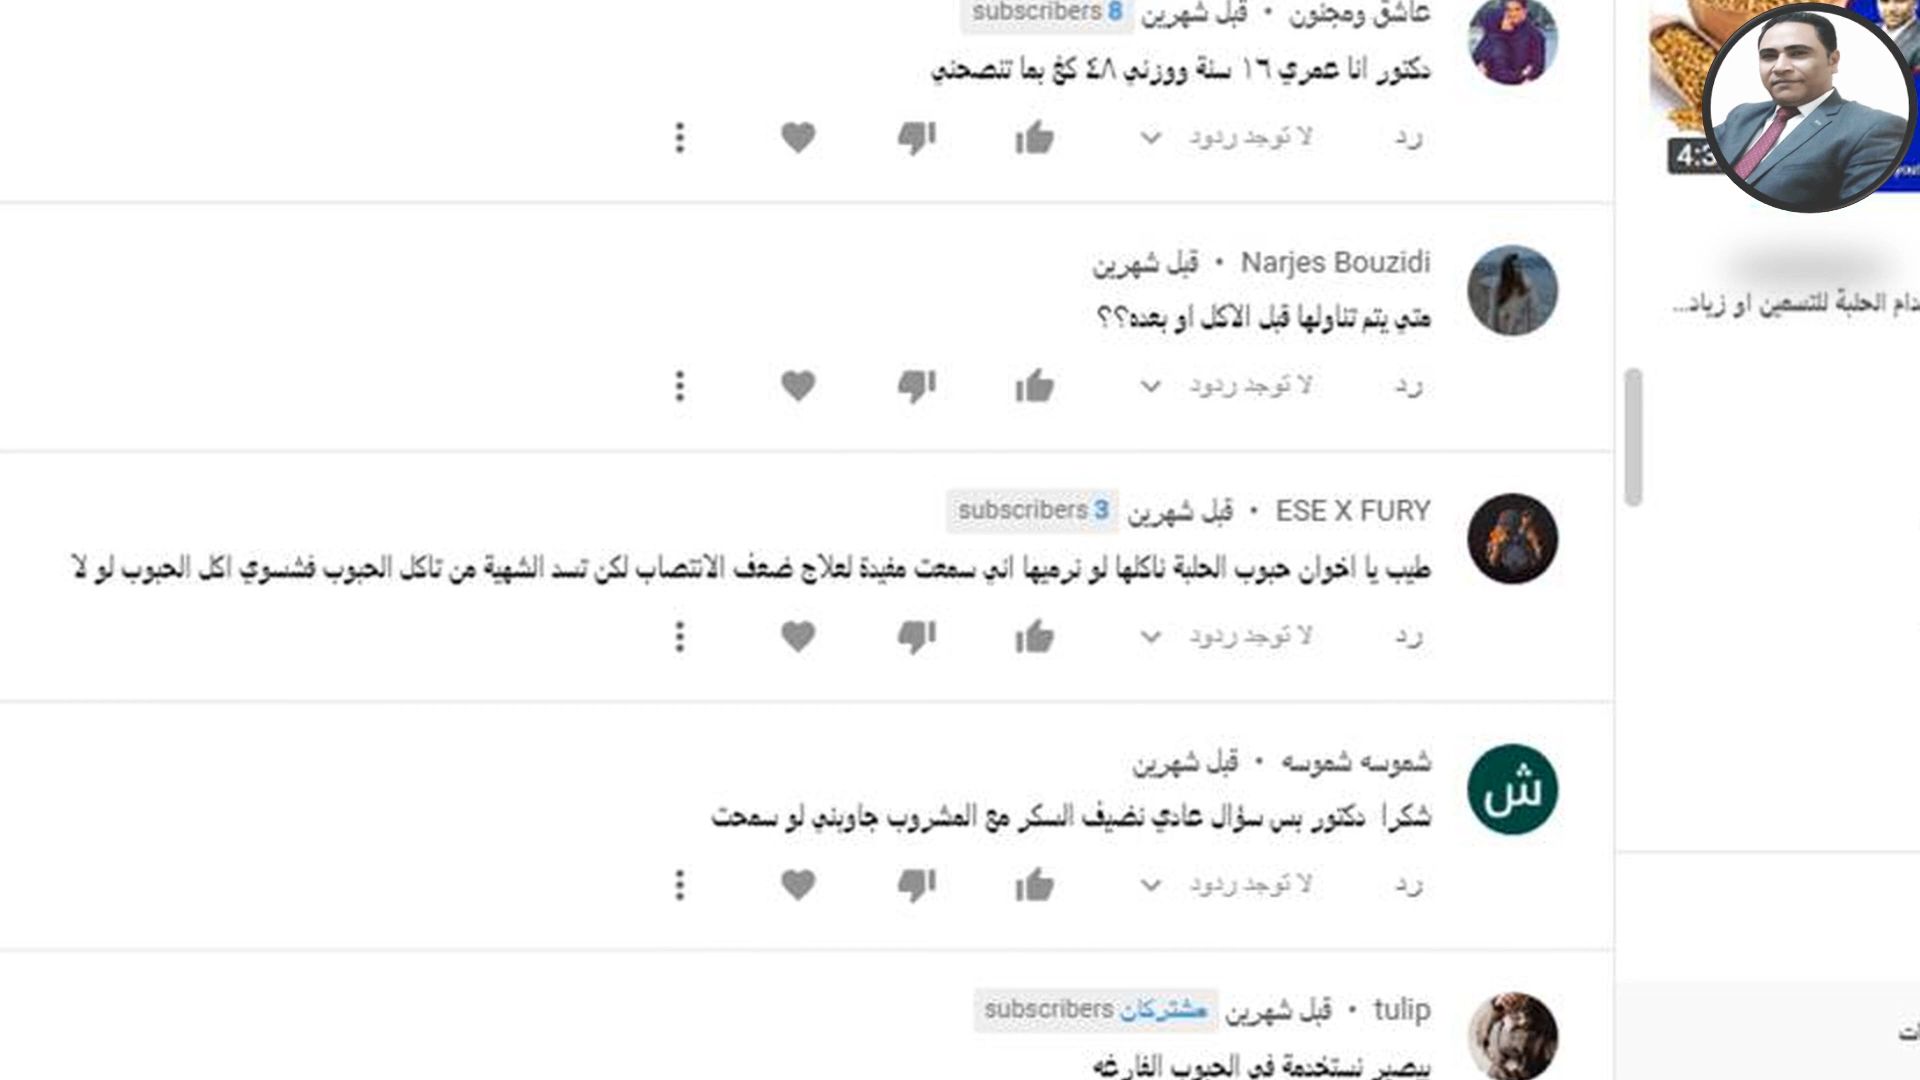 عاشق ومجنون • قبل شهرين 8 subscribers
دكتور انا عمري ١٦ سنة ووزني ٤٨ كغ بما تنصحني
رد لا توجد ردود
4:3
Narjes Bouzidi • قبل شهرين
متي يتم تناولها قبل الاكل او بعده؟؟
رد لا توجد ردود
دام الحلبة للتسمين او زياد...
ESE X FURY • قبل شهرين 3 subscribers
طيب يا اخوان حبوب الحلبة ناكلها لو نرميها اني سمعت مفيدة لعلاج ضعف الانتصاب لكن تسد الشهية من تاكل الحبوب فشسوي اكل الحبوب لو لا
رد لا توجد ردود
ش
شموسه شموسه • قبل شهرين
شكرا دكتور بس سؤال عادي نضيف السكر مع المشروب جاوبني لو سمحت
رد لا توجد ردود
tulip • قبل شهرين مشتركان subscribers
بيصير نستخدمة في الحبوب الفارغه